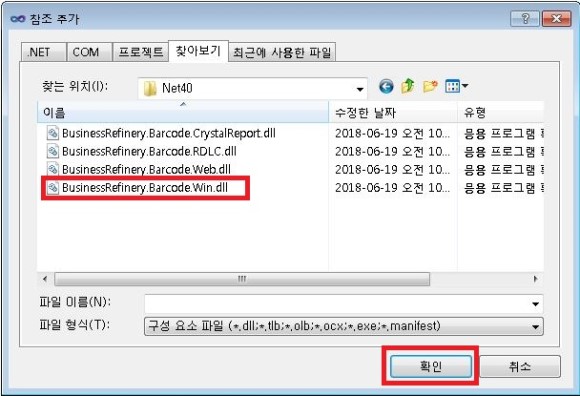 참조 추가
.NET COM 프로젝트 찾아보기 최근에 사용한 파일
찾는 위치(I): Net40
이름 수정한 날짜 유형
BusinessRefinery.Barcode.CrystalReport.dll 2018-06-19 오전 10... 응용 프로그램
BusinessRefinery.Barcode.RDLC.dll 2018-06-19 오전 10... 응용 프로그램
BusinessRefinery.Barcode.Web.dll 2018-06-19 오전 10... 응용 프로그램
BusinessRefinery.Barcode.Win.dll 2018-06-19 오전 10... 응용 프로그램
파일 이름(N):
파일 형식(T): 구성 요소 파일 (*.dll;*.tlb;*.olb;*.ocx;*.exe;*.manifest)
확인 취소